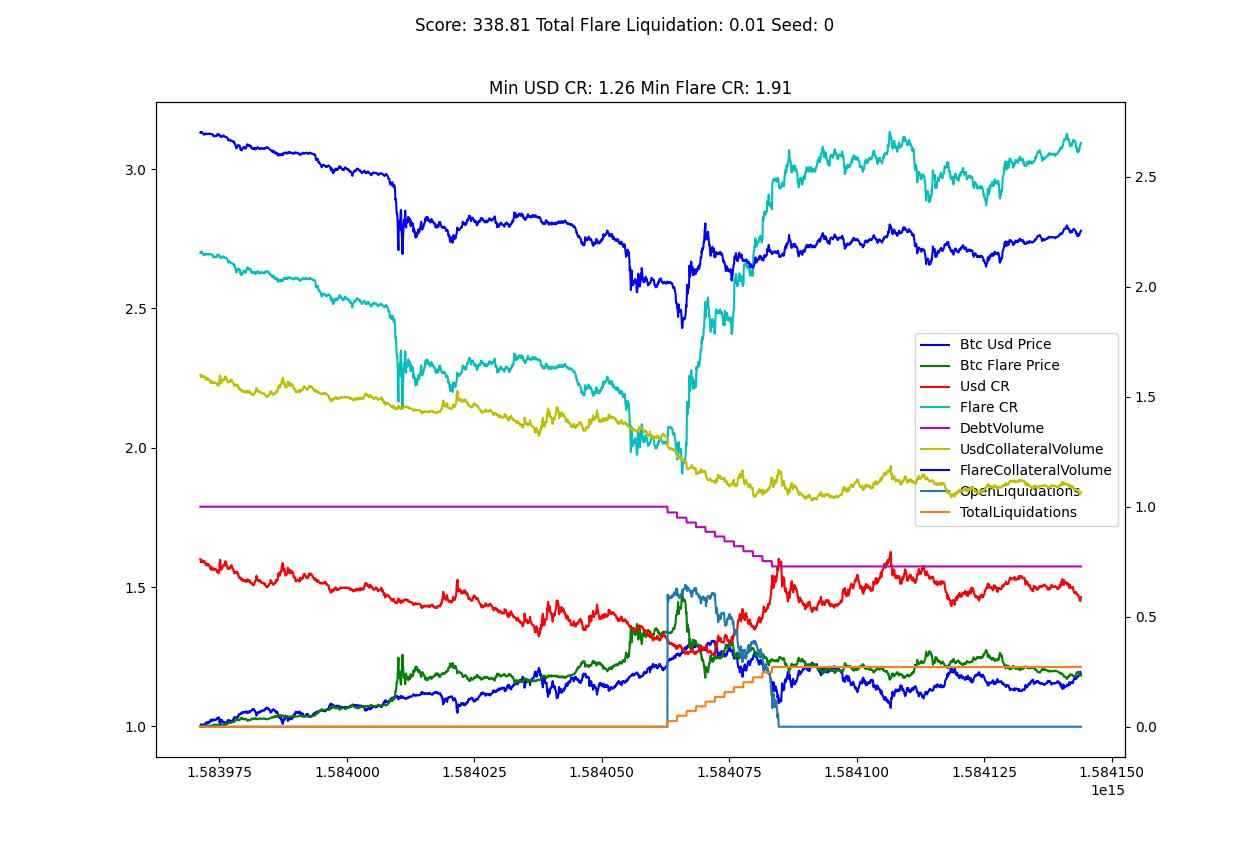 Score: 338.81 Total Flare Liquidation: 0.01 Seed: 0
Min USD CR: 1.26 Min Flare CR: 1.91
3.0
2.5
2.0
1.5
1.0
2.5
2.0
1.5
1.0
0.5
0.0
Btc Usd Price
Btc Flare Price
Usd CR
Flare CR
DebtVolume
UsdCollateralVolume
FlareCollateralVolume
OpenLiquidations
TotalLiquidations
1.583975 1.584000 1.584025 1.584050 1.584075 1.584100 1.584125 1.584150
1e15